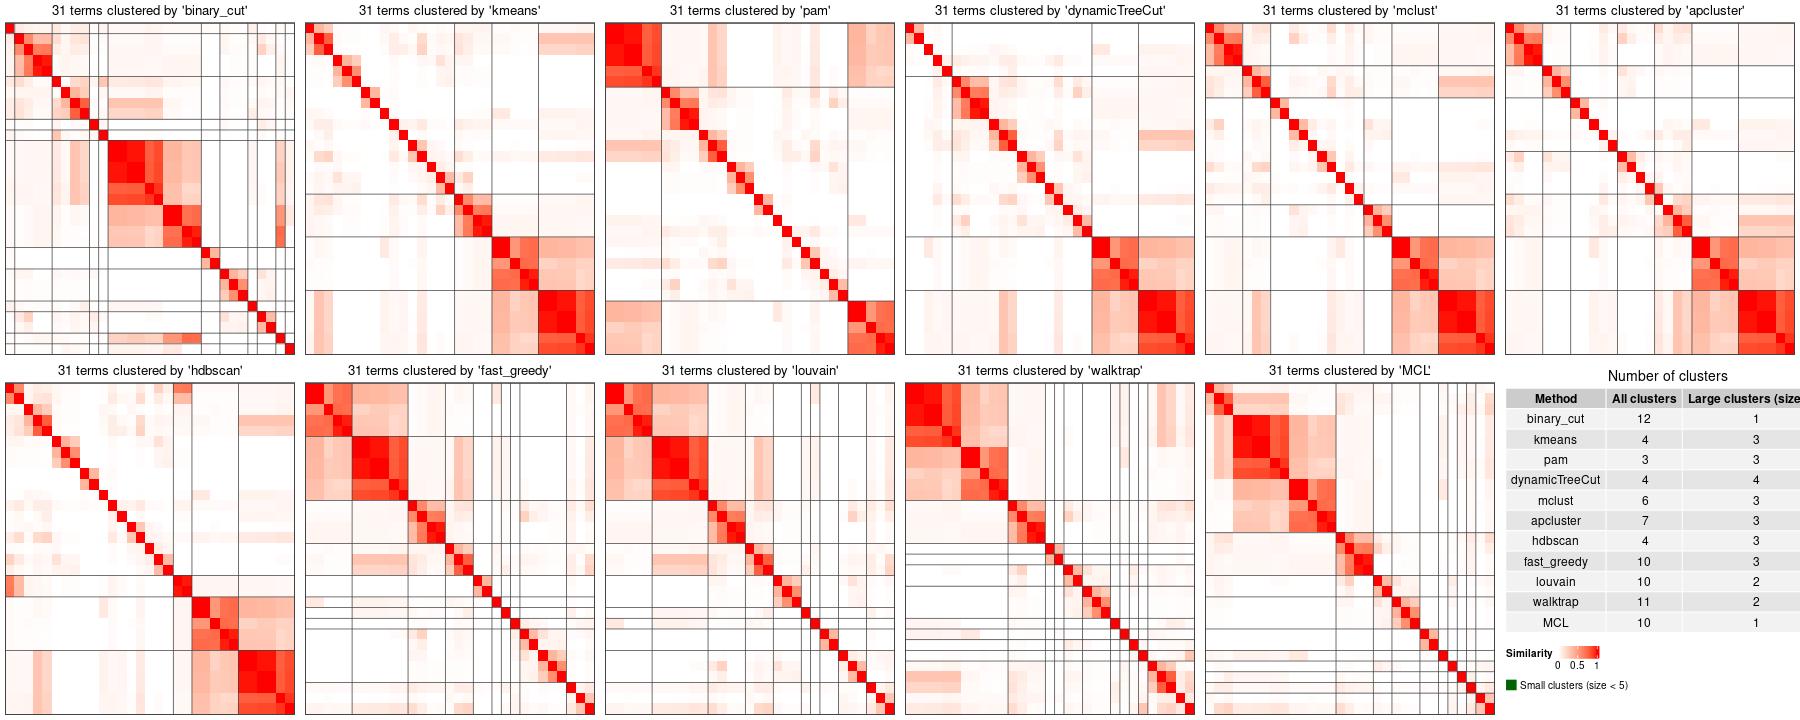 31 terms clustered by 'binary_cut'
31 terms clustered by 'kmeans'
31 terms clustered by 'pam'
31 terms clustered by 'dynamicTreeCut'
31 terms clustered by 'mclust'
31 terms clustered by 'apcluster'
31 terms clustered by 'hdbscan'
31 terms clustered by 'fast_greedy'
31 terms clustered by 'louvain'
31 terms clustered by 'walktrap'
31 terms clustered by 'MCL'
Number of clusters
Method All clusters Large clusters (size
binary_cut 12 1
kmeans 4 3
pam 3 3
dynamicTreeCut 4 4
mclust 6 3
apcluster 7 3
hdbscan 4 3
fast_greedy 10 3
louvain 10 2
walktrap 11 2
MCL 10 1
Similarity
0 0.5 1
Small clusters (size < 5)